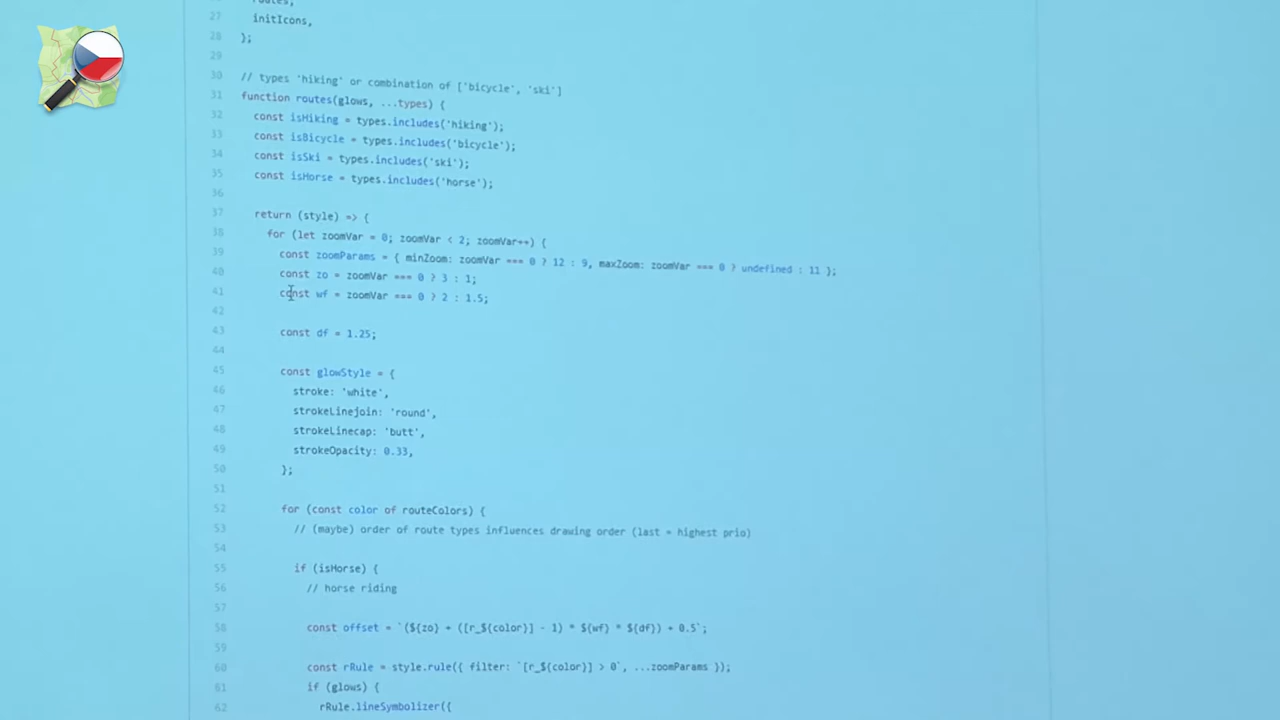 27 initIcons,
28 };
29
30 // types 'hiking' or combination of ['bicycle', 'ski']
31 function routes(glows, ...types) {
32 const isHiking = types.includes('hiking');
33 const isBicycle = types.includes('bicycle');
34 const isSki = types.includes('ski');
35 const isHorse = types.includes('horse');
36
37 return (style) => {
38 for (let zoomVar = 0; zoomVar < 2; zoomVar++) {
39 const zoomParams = { minZoom: zoomVar === 0 ? 12 : 9, maxZoom: zoomVar === 0 ? undefined : 11 };
40 const zo = zoomVar === 0 ? 3 : 1;
41 const wf = zoomVar === 0 ? 2 : 1.5;
42
43 const df = 1.25;
44
45 const glowStyle = {
46 stroke: 'white',
47 strokeLinejoin: 'round',
48 strokeLinecap: 'butt',
49 strokeOpacity: 0.33,
50 };
51
52 for (const color of routeColors) {
53 // (maybe) order of route types influences drawing order (last = highest prio)
54
55 if (isHorse) {
56 // horse riding
57
58 const offset = `(${zo} + ([r_${color}] - 1) * ${wf} * ${df}) + 0.5`;
59
60 const rRule = style.rule({ filter: `[r_${color}] > 0`, ...zoomParams });
61 if (glows) {
62 rRule.lineSymbolizer({